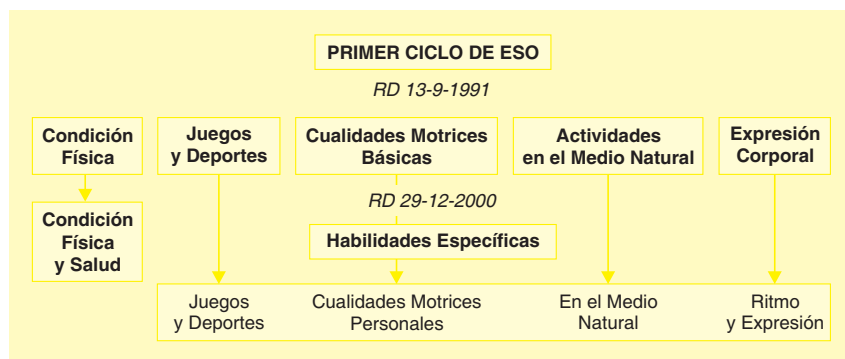 PRIMER CICLO DE ESO
RD 13-9-1991
Condición
Física
Juegos
y Deportes
Cualidades Motrices
Básicas
Actividades
en el Medio Natural
Expresión
Corporal
RD 29-12-2000
Condición
Física
y Salud
Habilidades Específicas
Juegos
y Deportes
Cualidades Motrices
Personales
En el Medio
Natural
Ritmo
y Expresión